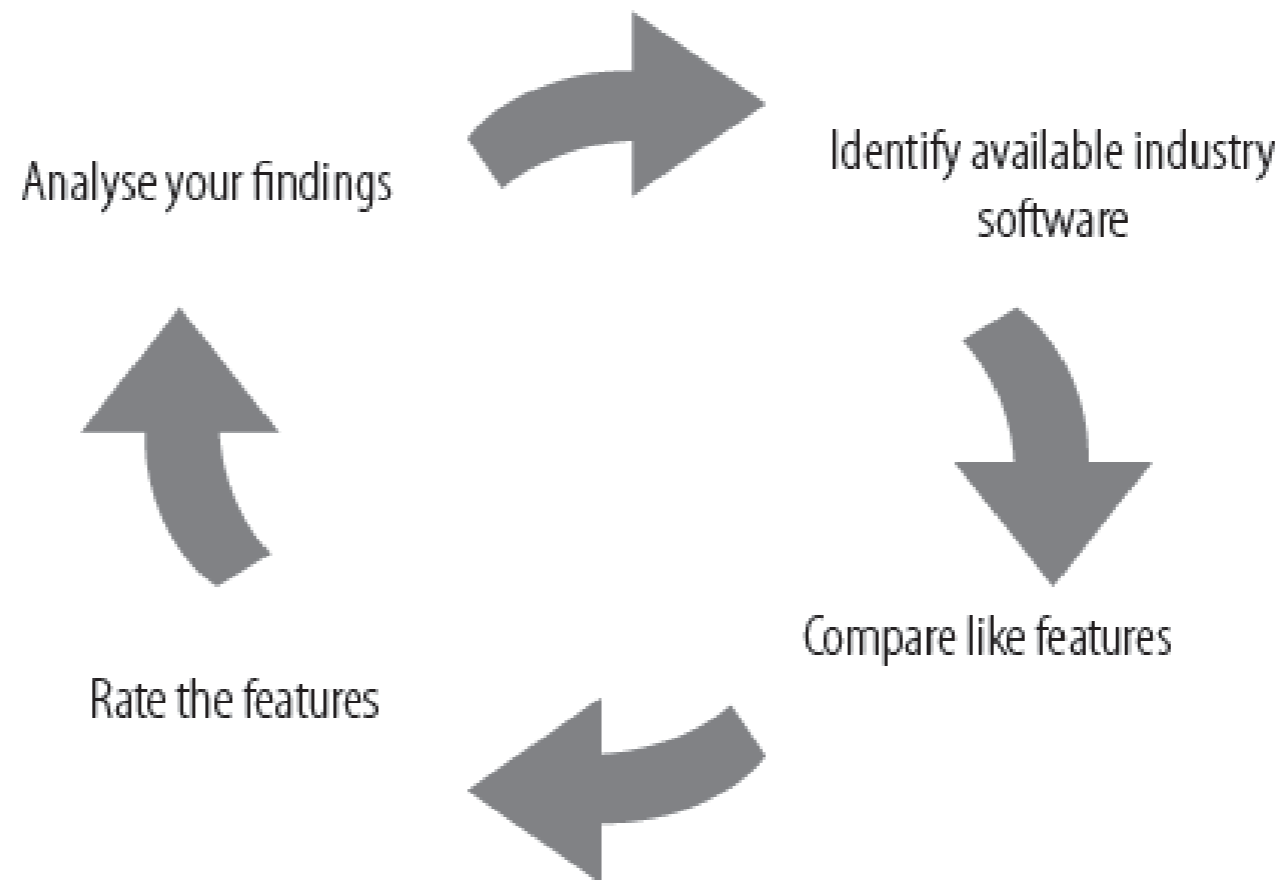 Analyse your findings
Identify available industry
software
Compare like features
Rate the features